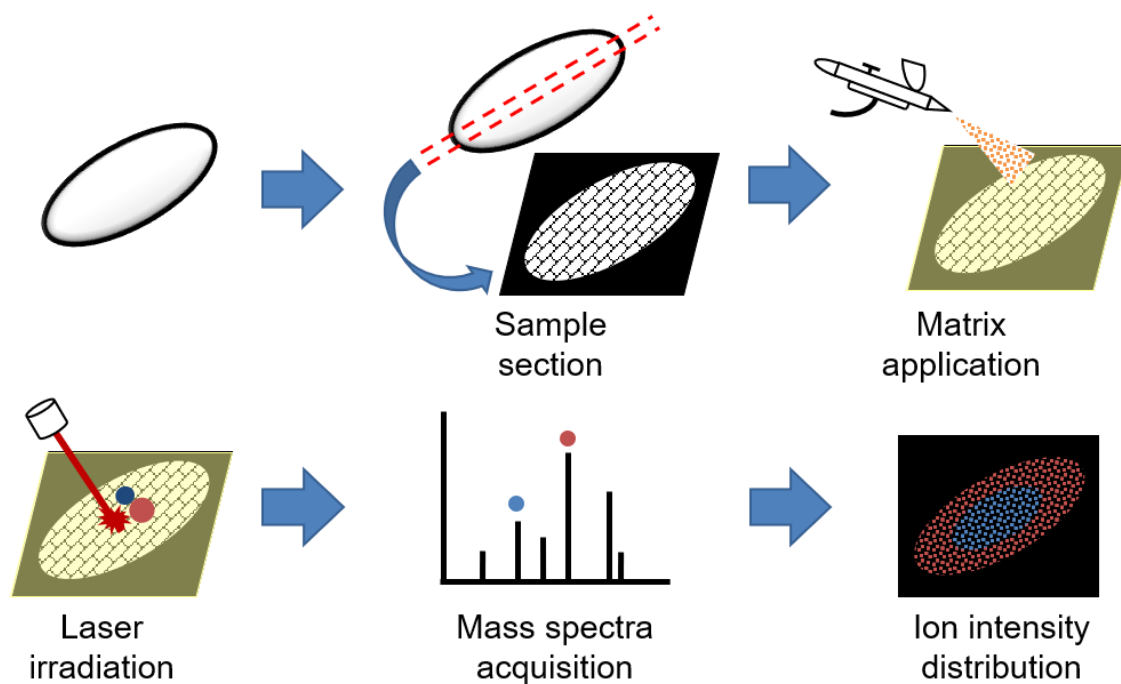 Sample
section
Matrix
application
Laser
irradiation
Mass spectra
acquisition
Ion intensity
distribution